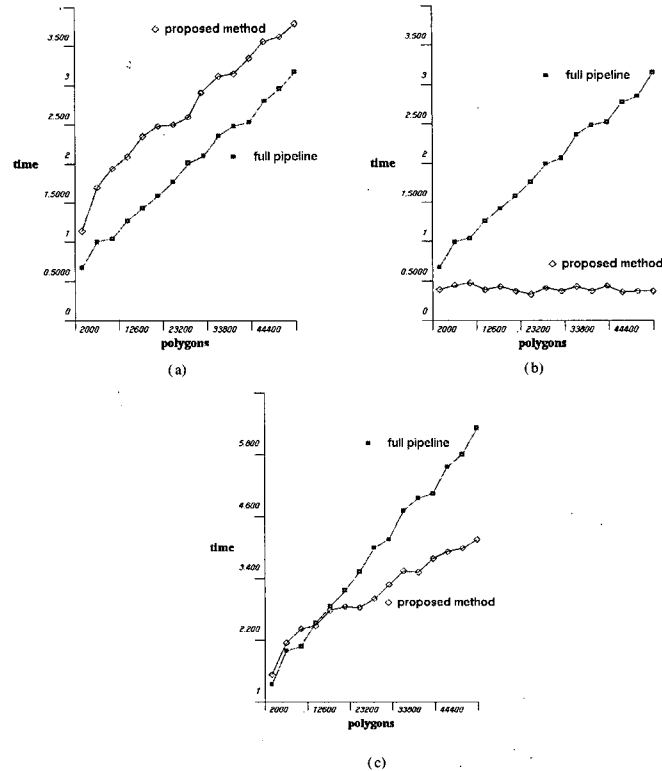 3.500
proposed method
3
2.500
time
2
full pipeline
1.5000
1
0.5000
0
2000 12600 23200 33800 44400
polygons
(a)
3.500
3
full pipeline
2.500
time
2
1.5000
1
proposed method
0.5000
0
2000 12600 23200 33800 44400
polygons
(b)
5.800
full pipeline
4.600
time
3.400
proposed method
2.200
1
2000 12600 23200 33800 44400
polygons
(c)